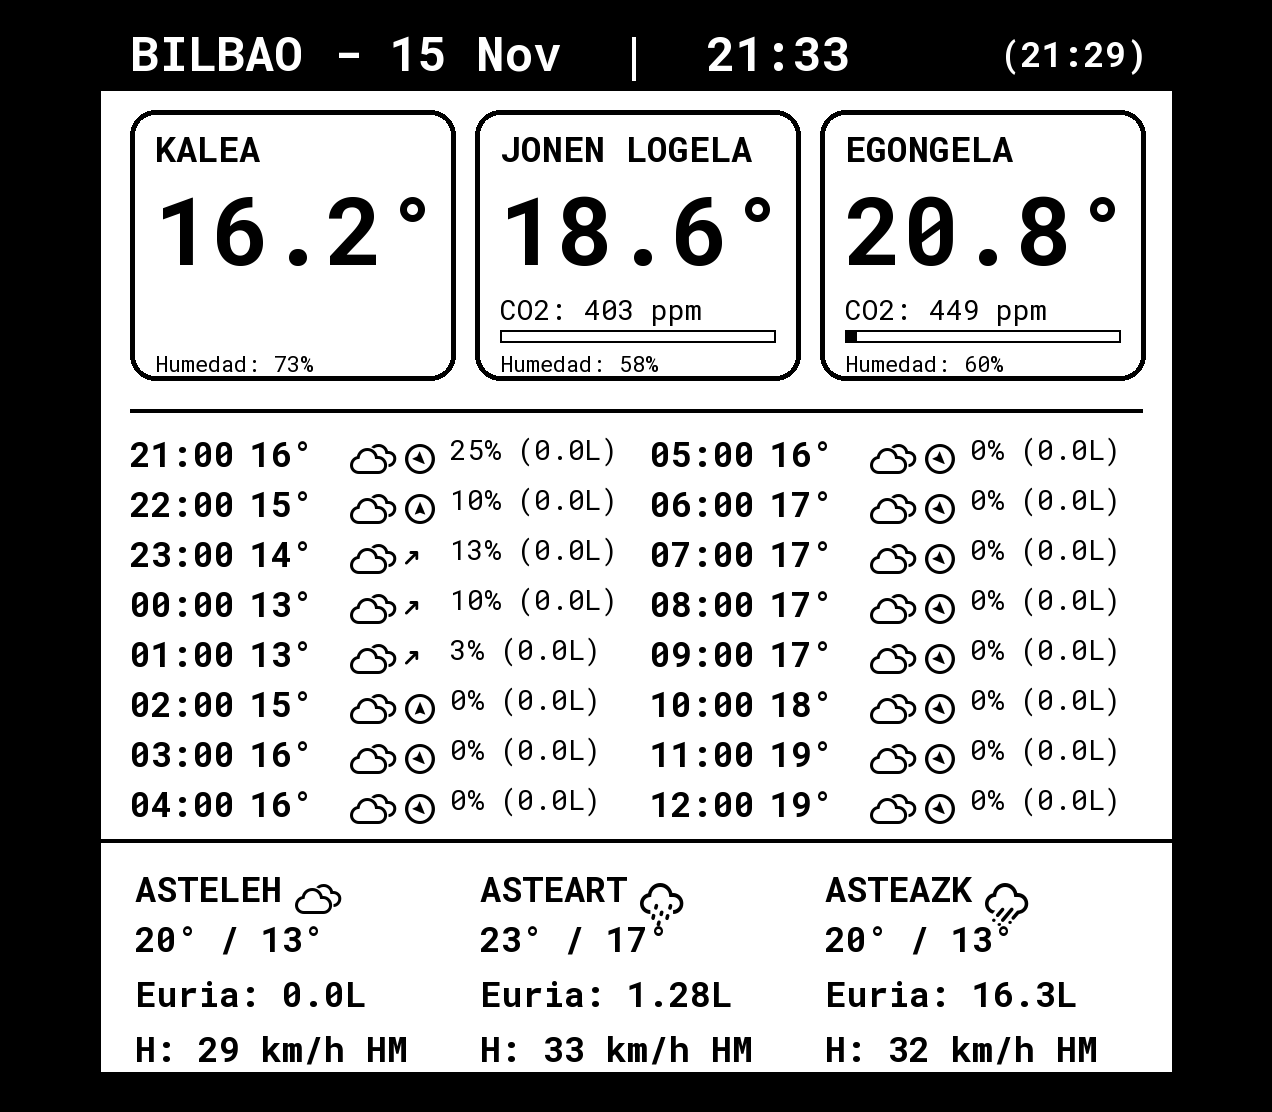 BILBAO - 15 Nov | 21:33 (21:29)
KALEA
16.2°
Humedad: 73%
JONEN LOGELA
18.6°
CO2: 403 ppm
Humedad: 58%
EGONGELA
20.8°
CO2: 449 ppm
Humedad: 60%
21:00 16° 25% (0.0L)
22:00 15° 10% (0.0L)
23:00 14° 13% (0.0L)
00:00 13° 10% (0.0L)
01:00 13° 3% (0.0L)
02:00 15° 0% (0.0L)
03:00 16° 0% (0.0L)
04:00 16° 0% (0.0L)
05:00 16° 0% (0.0L)
06:00 17° 0% (0.0L)
07:00 17° 0% (0.0L)
08:00 17° 0% (0.0L)
09:00 17° 0% (0.0L)
10:00 18° 0% (0.0L)
11:00 19° 0% (0.0L)
12:00 19° 0% (0.0L)
ASTELEH
20° / 13°
Euria: 0.0L
H: 29 km/h HM
ASTEART
23° / 17°
Euria: 1.28L
H: 33 km/h HM
ASTEAZK
20° / 13°
Euria: 16.3L
H: 32 km/h HM